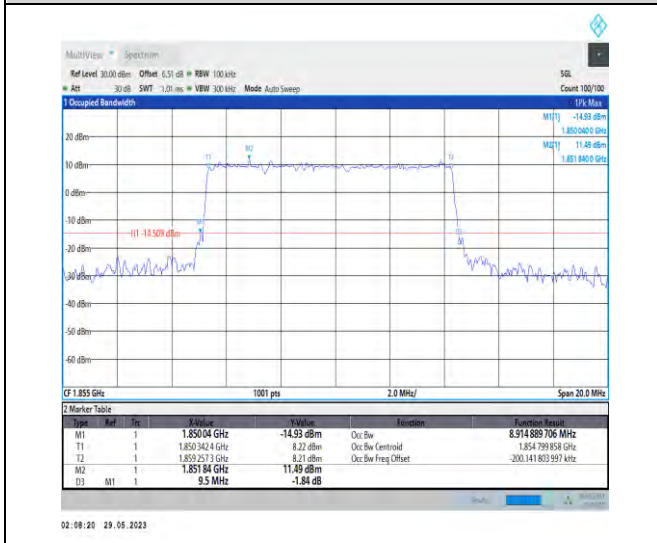 MultiView Spectrum
Ref Level 30.00 dBm Offset 6.51 dB RBW 100 kHz SGL
Att 30 dB SWT 1.01 ms VBW 300 kHz Mode Auto Sweep Count 100/100
1 Occupied Bandwidth 1Pk Max
M1[1] -14.93 dBm
1.850 040 0 GHz
M2[1] 11.49 dBm
1.851 840 0 GHz
20 dBm
M2
T1 T2
10 dBm
0 dBm
-10 dBm
M1
H1 -14.509 dBm
-20 dBm
-30 dBm
-40 dBm
-50 dBm
-60 dBm
CF 1.855 GHz 1001 pts 2.0 MHz/ Span 20.0 MHz
2 Marker Table
Type Ref Trc X-Value Y-Value Function Function Result
M1 1 1.85004 GHz -14.93 dBm Occ Bw 8.914 889 706 MHz
T1 1 1.850 342 4 GHz 8.22 dBm Occ Bw Centroid 1.854 799 858 GHz
T2 1 1.859 257 3 GHz 8.21 dBm Occ Bw Freq Offset -200.141 803 997 kHz
M2 1 1.851 84 GHz 11.49 dBm
D3 M1 1 9.5 MHz -1.84 dB
02:08:20 29.05.2023